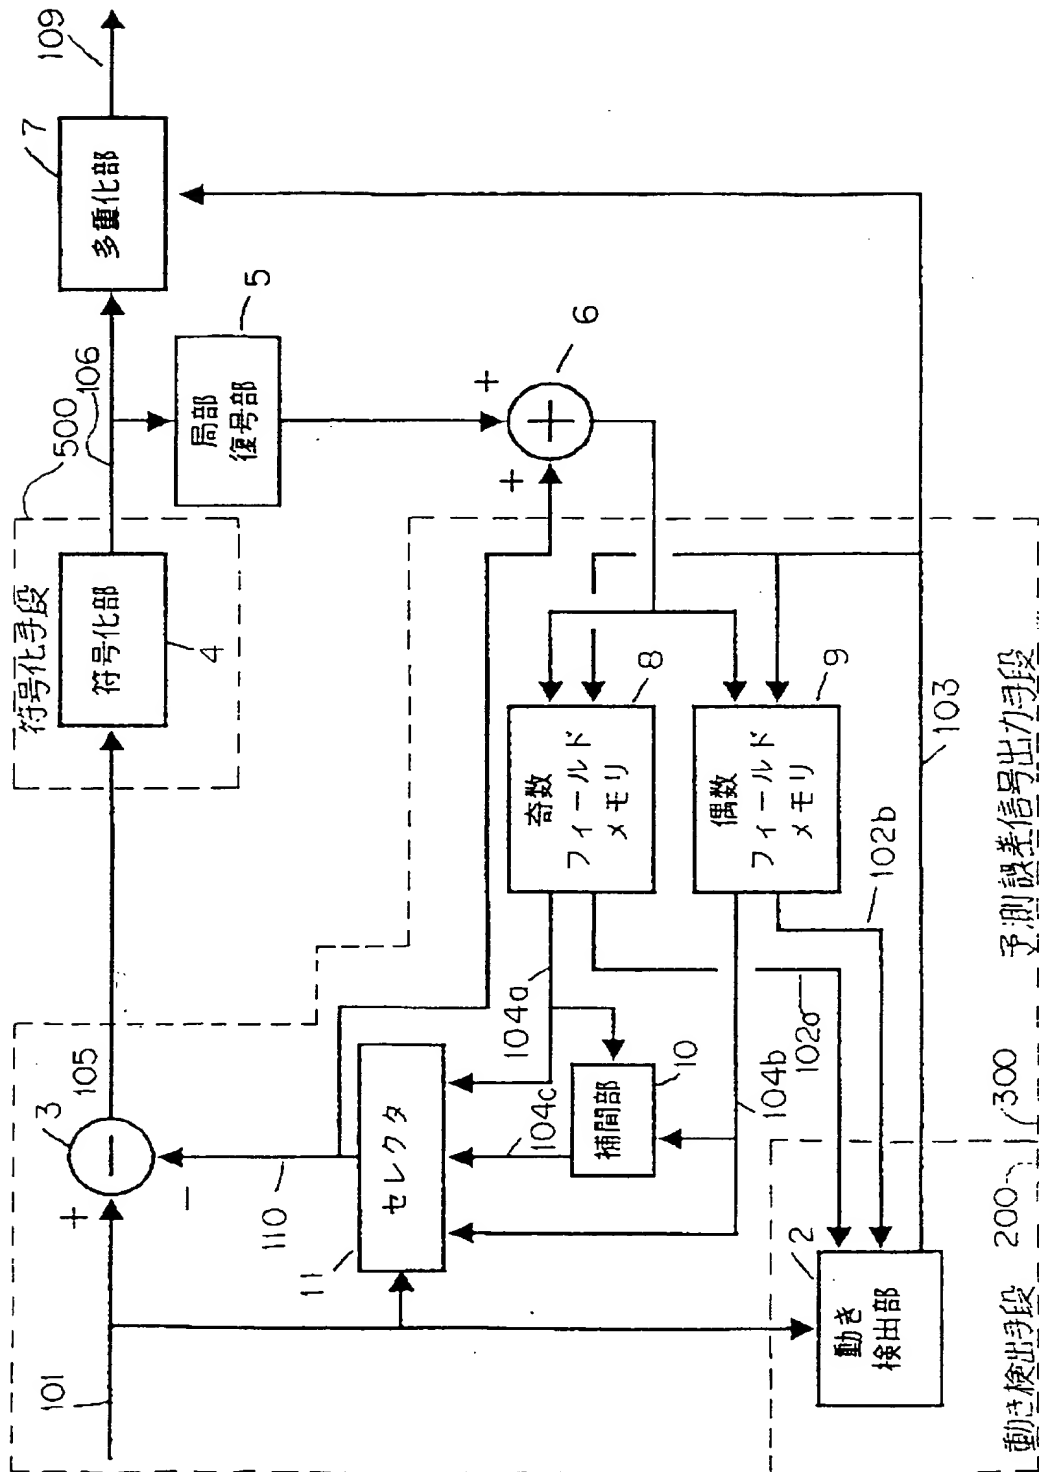 101
+
3
−
105
符号化手段
符号化部
4
500
106
多重化部
7
109
局部
復号部
5
+
+
6
110
セレクタ
11
104a
104c
補間部
10
104b
奇数
フィールド
メモリ
8
偶数
フィールド
メモリ
9
102a
102b
動き
検出部
2
103
動き検出手段
200
300
予測誤差信号出力手段